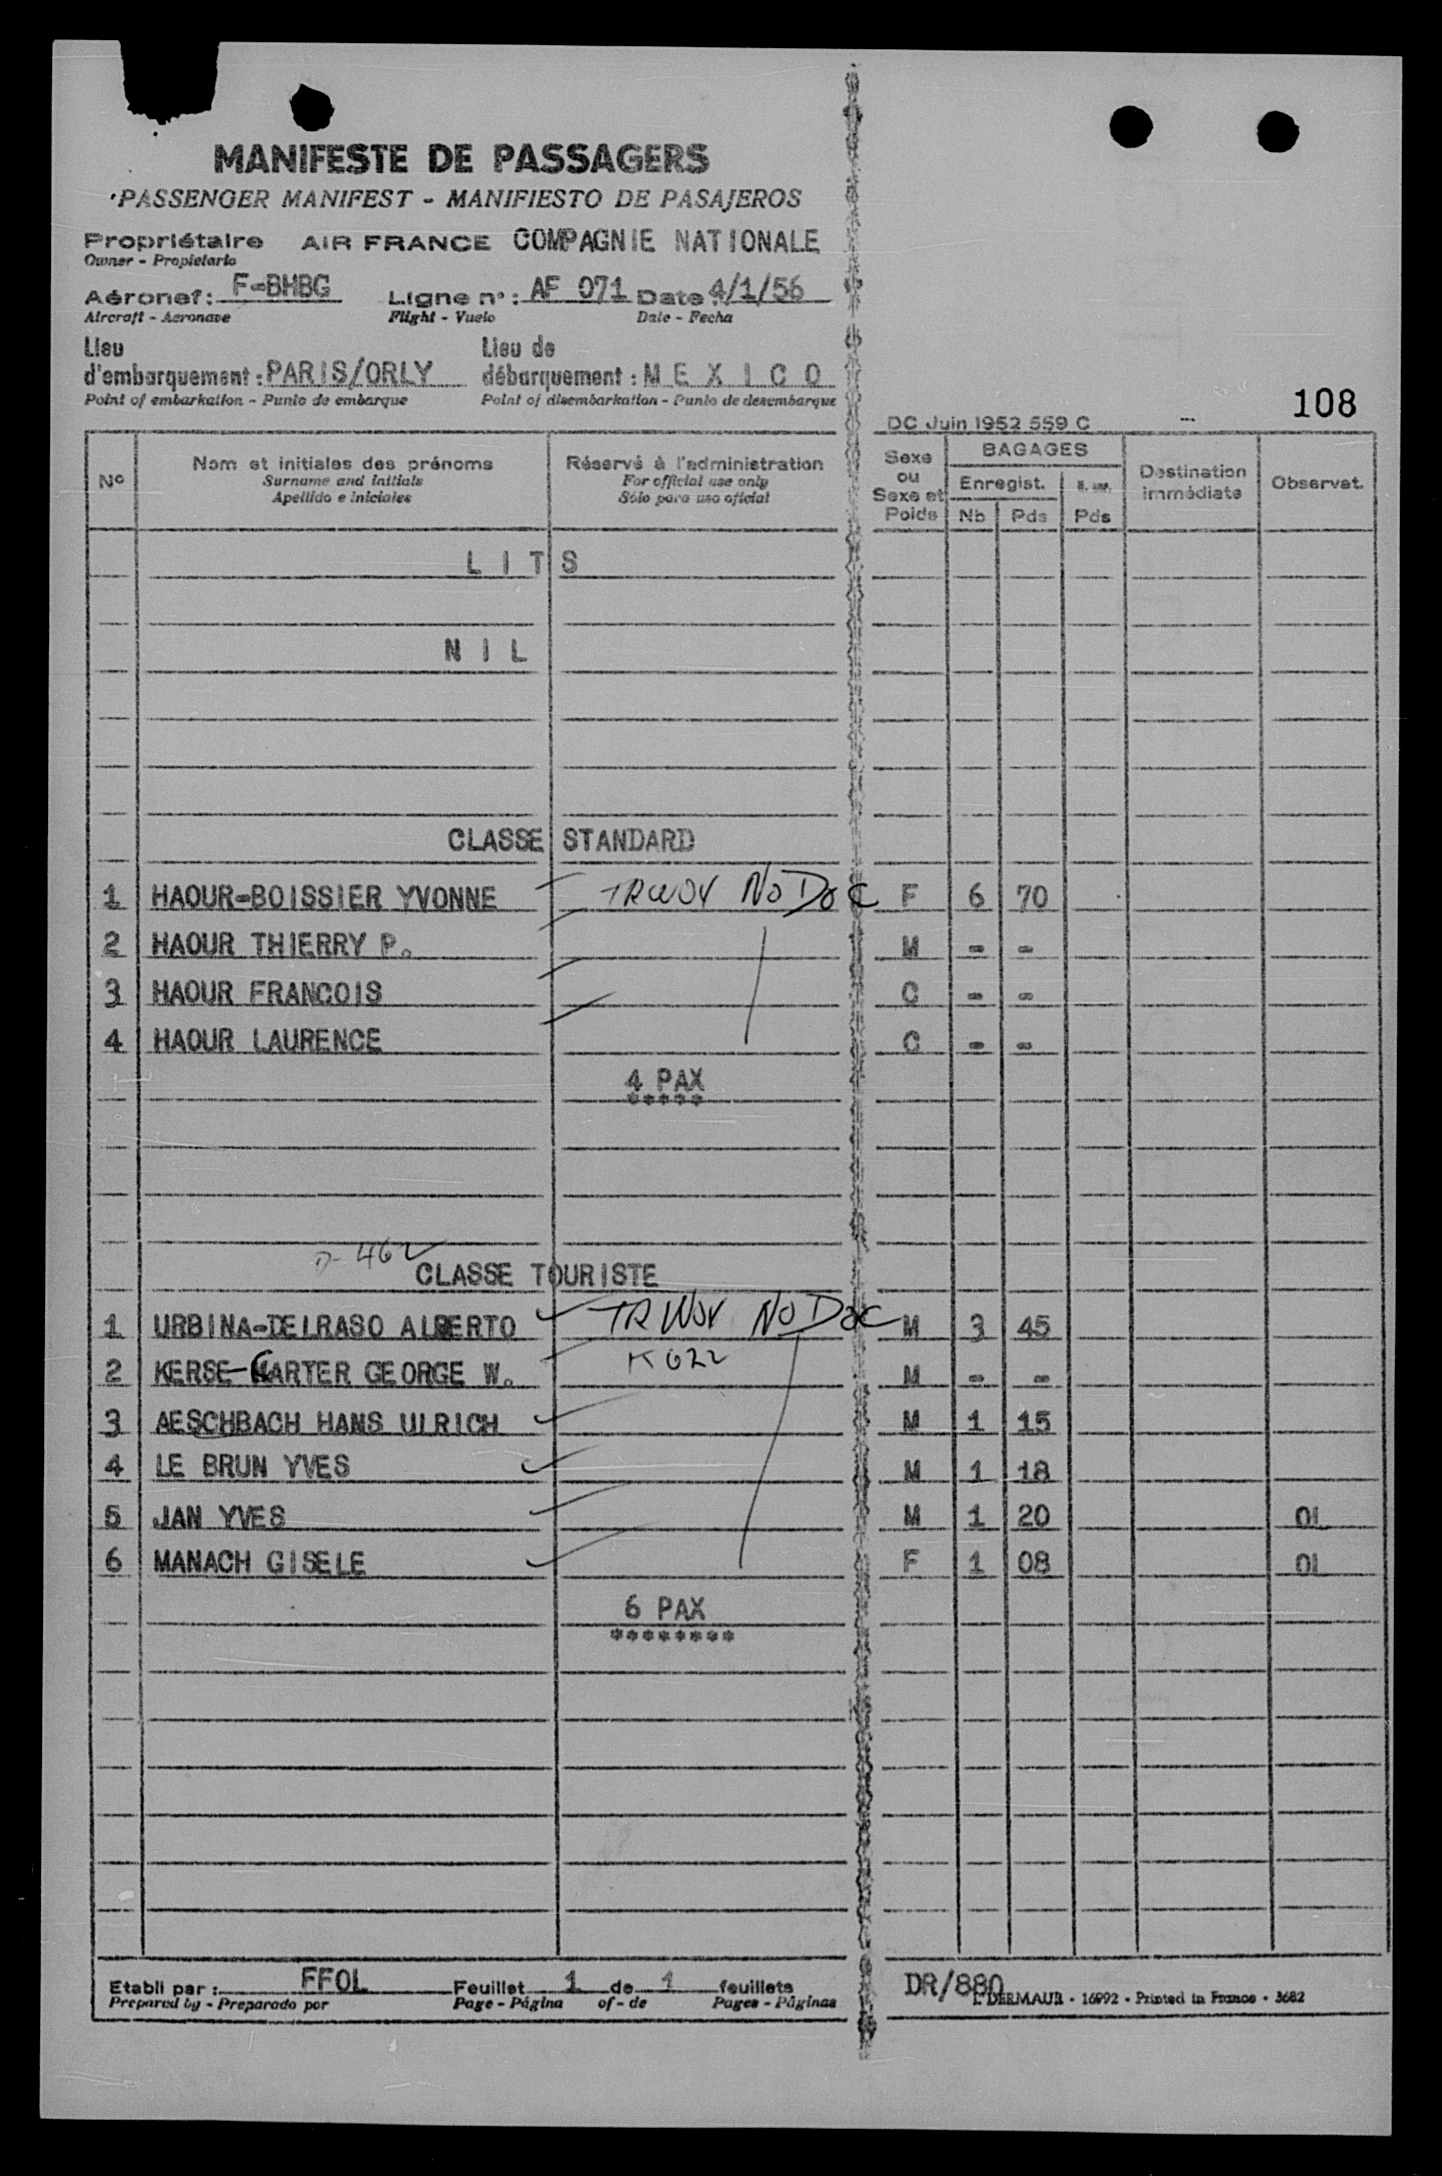 MANIFESTE DE PASSAGERS
PASSENGER MANIFEST - MANIFIESTO DE PASAJEROS
Propriétaire AIR FRANCE COMPAGNIE NATIONALE
Owner - Propietario
Aéronef: F-BHBG Ligne n°: AF 071 Date: 4/1/56
Aircraft - Aeronave Flight - Vuelo Date - Fecha
Lieu Lieu de
d'embarquement: PARIS/ORLY débarquement: M E X I C O
Point of embarkation - Punto de embarque Point of disembarkation - Punto de desembarque
108
DC Juin 1952 559 C
N° Nom et initiales des prénoms Réservé à l'administration Sexe ou Sexe et Poids BAGAGES Destination immédiate Observat.
Surname and initials For official use only Enregist.
Apellido e iniciales Sólo para uso oficial Nb Pds Pds
L I T S
N I L
CLASSE STANDARD
1 HAOUR-BOISSIER YVONNE TRWOV NO DOC F 6 70
2 HAOUR THIERRY P. M - -
3 HAOUR FRANCOIS C - -
4 HAOUR LAURENCE C - -
4 PAX
*****
462
CLASSE TOURISTE
1 URBINA-DELRASO ALBERTO TRWOV NO DOC M 3 45
2 KERSE-CARTER GEORGE W. K622 M - -
3 AESCHBACH HANS ULRICH M 1 15
4 LE BRUN YVES M 1 18
5 JAN YVES M 1 20 OL
6 MANACH GISELE F 1 08 OL
6 PAX
********
Etabli par: FFOL Feuillet 1 de 1 feuillets DR/880
Prepared by - Preparado por Page - Página of - de Pages - Páginas I. DERMAUR - 16992 - Printed in France - 3682